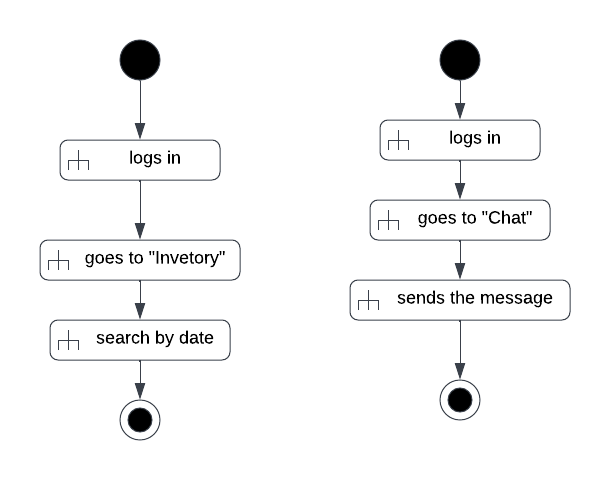 logs in
goes to "Invetory"
search by date
logs in
goes to "Chat"
sends the message